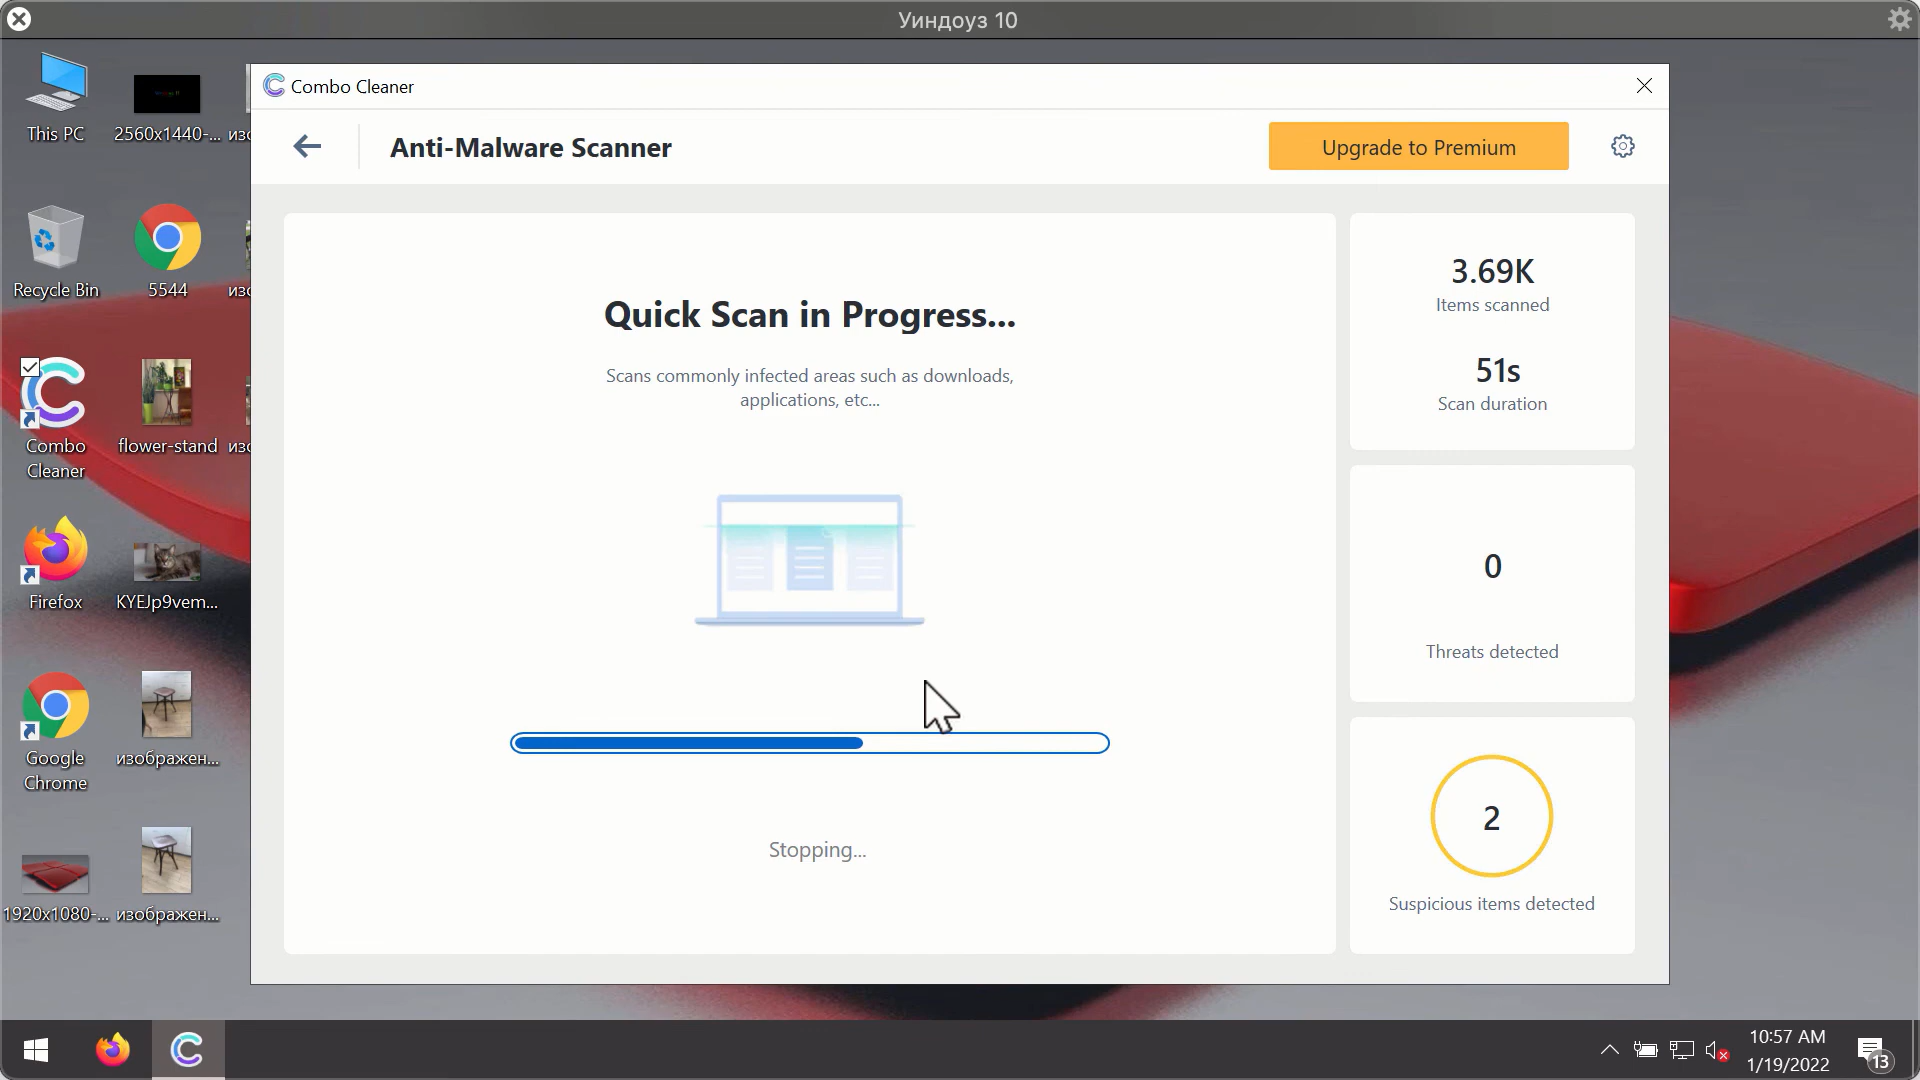 Уиндоуз 10
This PC
2560x1440-...
изо
Recycle Bin
5544
изо
Combo
Cleaner
flower-stand
изо
Firefox
KYEJp9vem...
Google
Chrome
изображен...
1920x1080-...
изображен...
Combo Cleaner
Anti-Malware Scanner
Upgrade to Premium
Quick Scan in Progress...
Scans commonly infected areas such as downloads,
applications, etc...
Stopping...
3.69K
Items scanned
51s
Scan duration
0
Threats detected
2
Suspicious items detected
10:57 AM
1/19/2022
13